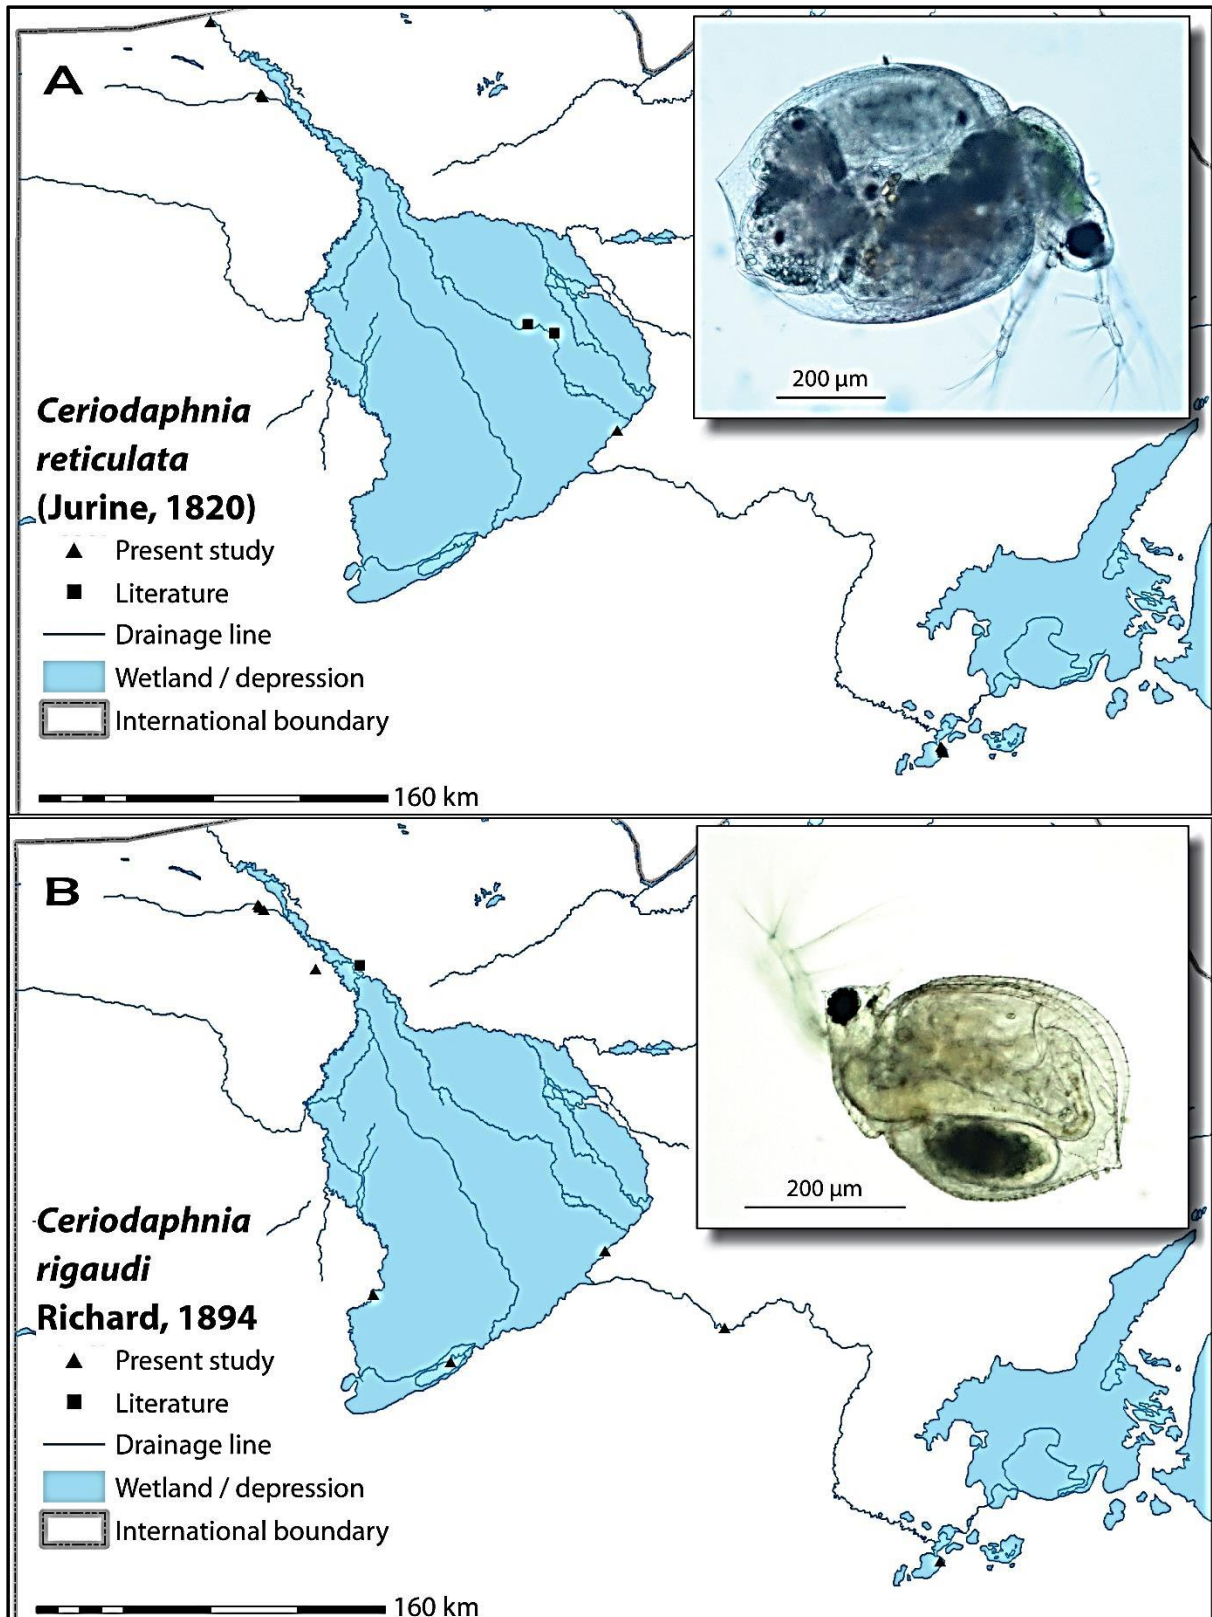 A
200 µm
Ceriodaphnia
reticulata
(Jurine, 1820)
Present study
Literature
Drainage line
Wetland / depression
International boundary
160 km
B
200 µm
Ceriodaphnia
rigaudi
Richard, 1894
Present study
Literature
Drainage line
Wetland / depression
International boundary
160 km